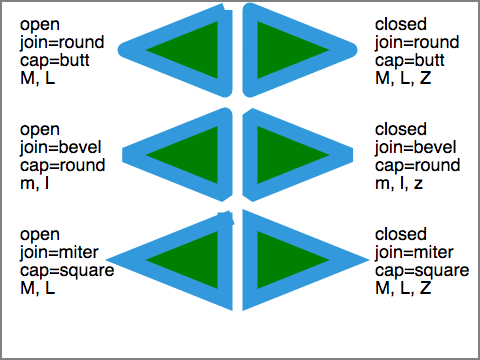 open
join=round
cap=butt
M, L
closed
join=round
cap=butt
M, L, Z
open
join=bevel
cap=round
m, l
closed
join=bevel
cap=round
m, l, z
open
join=miter
cap=square
M, L
closed
join=miter
cap=square
M, L, Z